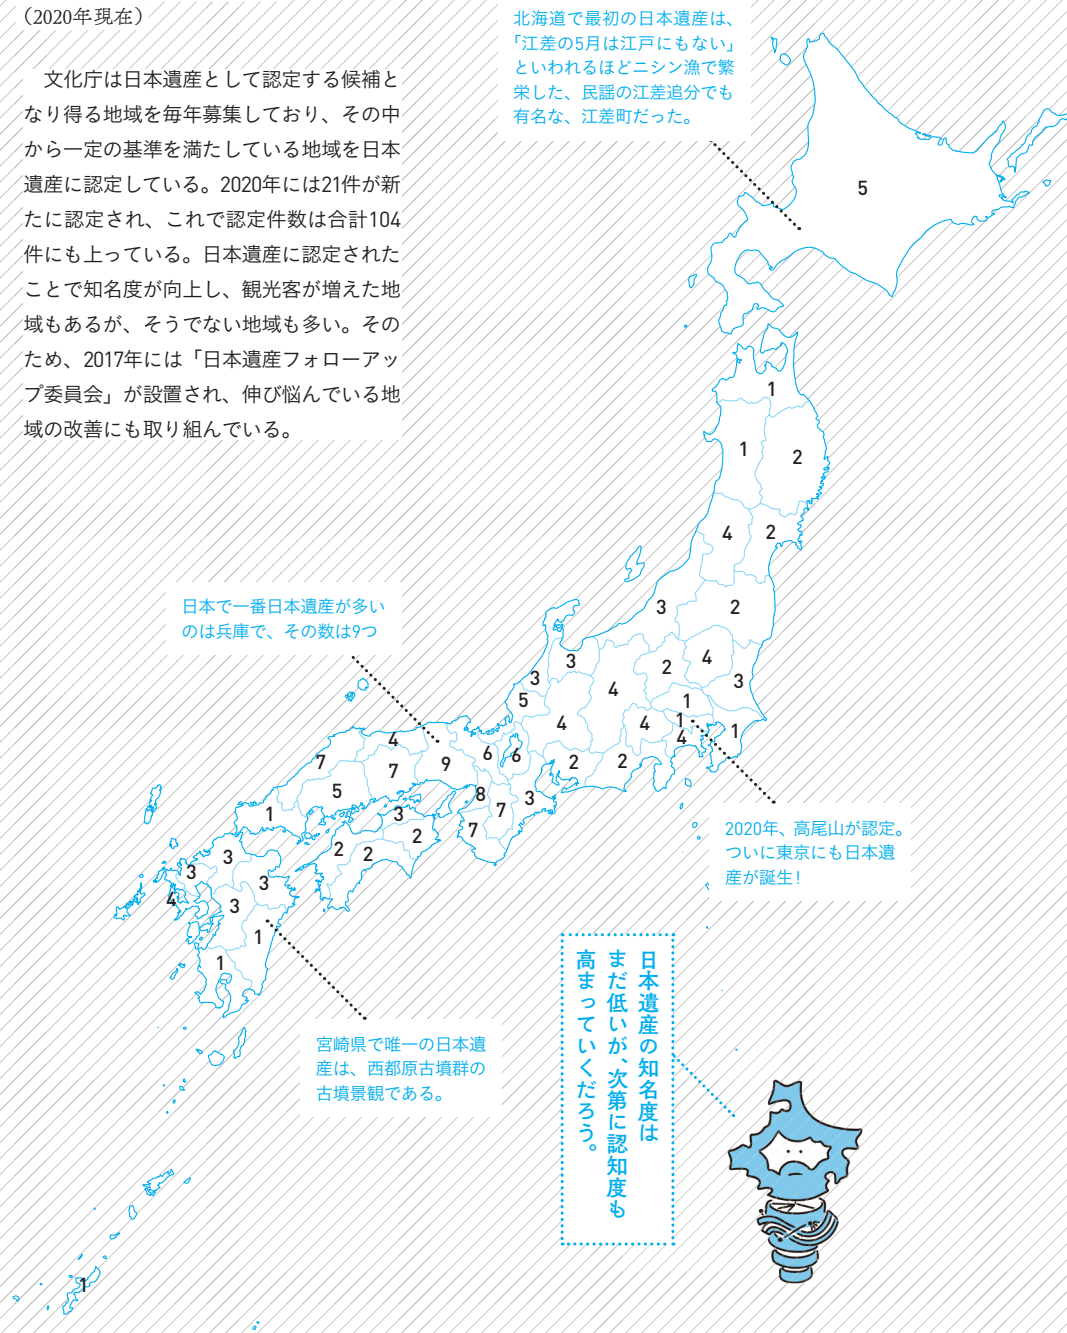 （2020年現在）
　文化庁は日本遺産として認定する候補と
なり得る地域を毎年募集しており、その中
から一定の基準を満たしている地域を日本
遺産に認定している。2020年には21件が新
たに認定され、これで認定件数は合計104
件にも上っている。日本遺産に認定された
ことで知名度が向上し、観光客が増えた地
域もあるが、そうでない地域も多い。その
ため、2017年には「日本遺産フォローアッ
プ委員会」が設置され、伸び悩んでいる地
域の改善にも取り組んでいる。
北海道で最初の日本遺産は、
「江差の5月は江戸にもない」
といわれるほどニシン漁で繁
栄した、民謡の江差追分でも
有名な、江差町だった。
5
1
1
2
4
2
3
2
日本で一番日本遺産が多い
のは兵庫で、その数は9つ
3
3
5
4
4
2
4
3
1
1
4
4
1
2
2
6
6
9
4
7
7
5
1
8
7
7
3
3
2
2
2
3
3
3
4
3
1
1
2020年、高尾山が認定。
ついに東京にも日本遺
産が誕生！
宮崎県で唯一の日本遺
産は、西都原古墳群の
古墳景観である。
日本遺産の知名度は
まだ低いが、次第に認知度も
高まっていくだろう。
1